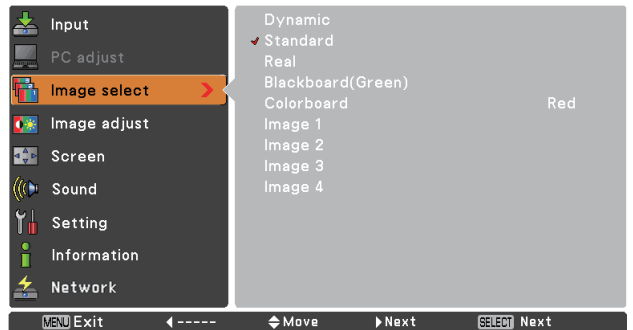 Input
PC adjust
Image select
Image adjust
Screen
Sound
Setting
Information
Network
Dynamic
Standard
Real
Blackboard(Green)
Colorboard Red
Image 1
Image 2
Image 3
Image 4
MENU Exit ----- Move Next SELECT Next